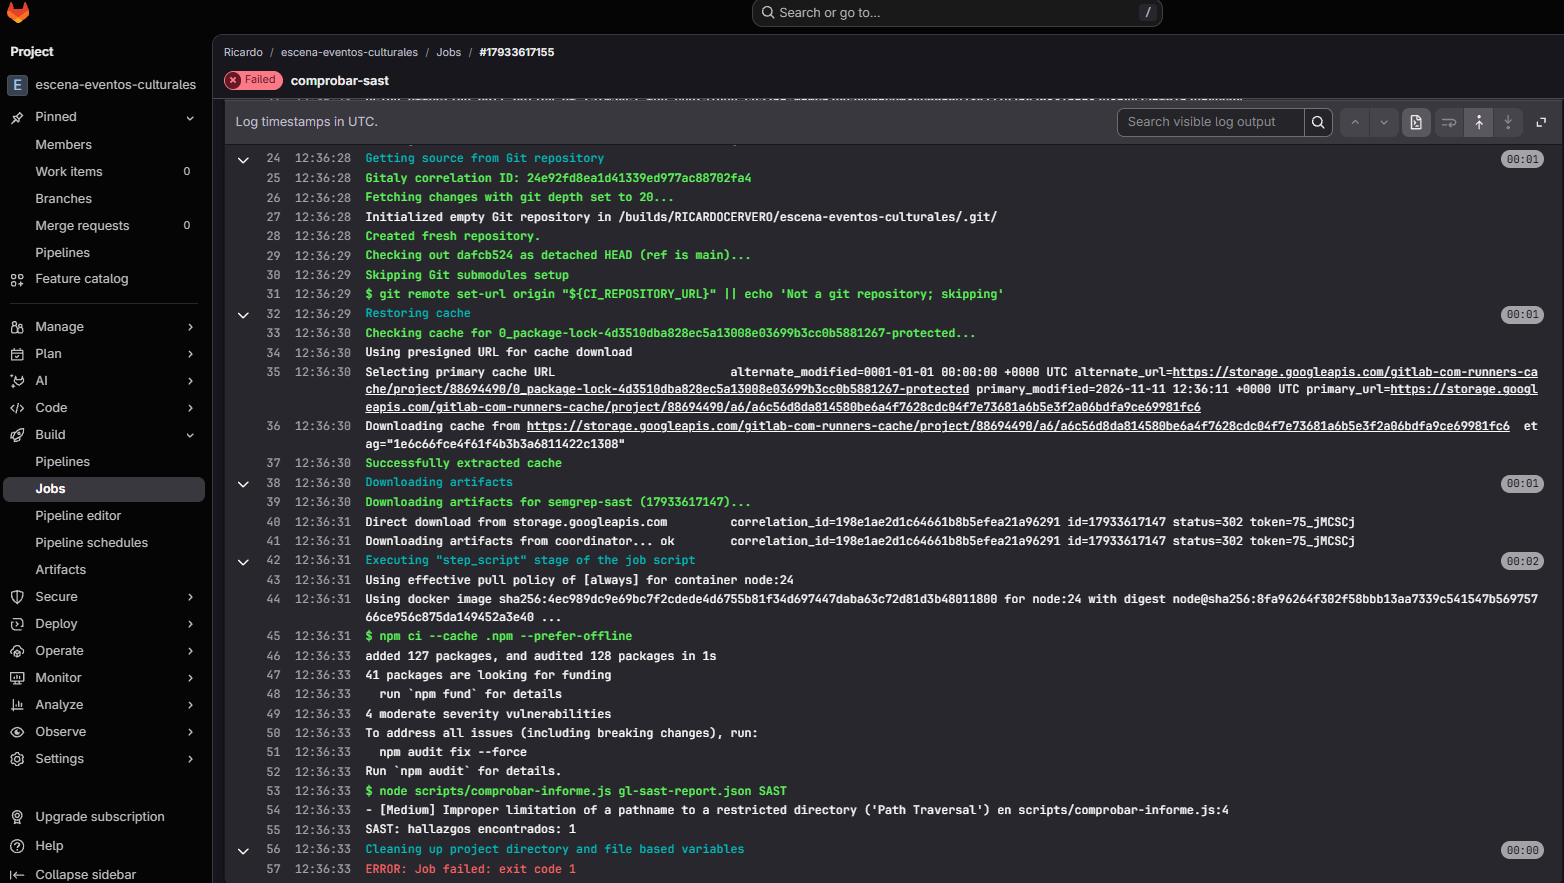 Search or go to...
/
Project
E escena-eventos-culturales
Pinned
Members
Work items 0
Branches
Merge requests 0
Pipelines
Feature catalog
Manage
Plan
AI
Code
Build
Pipelines
Jobs
Pipeline editor
Pipeline schedules
Artifacts
Secure
Deploy
Operate
Monitor
Analyze
Observe
Settings
Upgrade subscription
Help
Collapse sidebar
Ricardo / escena-eventos-culturales / Jobs / #17933617155
Failed comprobar-sast
Log timestamps in UTC.
Search visible log output
24 12:36:28 Getting source from Git repository 00:01
25 12:36:28 Gitaly correlation ID: 24e92fd8ea1d41339ed977ac88702fa4
26 12:36:28 Fetching changes with git depth set to 20...
27 12:36:28 Initialized empty Git repository in /builds/RICARDOCERVERO/escena-eventos-culturales/.git/
28 12:36:28 Created fresh repository.
29 12:36:29 Checking out dafcb524 as detached HEAD (ref is main)...
30 12:36:29 Skipping Git submodules setup
31 12:36:29 $ git remote set-url origin "${CI_REPOSITORY_URL}" || echo 'Not a git repository; skipping'
32 12:36:29 Restoring cache 00:01
33 12:36:30 Checking cache for 0_package-lock-4d3510dba828ec5a13008e03699b3cc0b5881267-protected...
34 12:36:30 Using presigned URL for cache download
35 12:36:30 Selecting primary cache URL alternate_modified=0001-01-01 00:00:00 +0000 UTC alternate_url=https://storage.googleapis.com/gitlab-com-runners-ca
che/project/88694490/0_package-lock-4d3510dba828ec5a13008e03699b3cc0b5881267-protected primary_modified=2026-11-11 12:36:11 +0000 UTC primary_url=https://storage.googl
eapis.com/gitlab-com-runners-cache/project/88694490/a6/a6c56d8da814580be6a4f7628cdc04f7e73681a6b5e3f2a06bdfa9ce69981fc6
36 12:36:30 Downloading cache from https://storage.googleapis.com/gitlab-com-runners-cache/project/88694490/a6/a6c56d8da814580be6a4f7628cdc04f7e73681a6b5e3f2a06bdfa9ce69981fc6 et
ag="1e6c66fce4f61f4b3b3a6811422c1308"
37 12:36:30 Successfully extracted cache
38 12:36:30 Downloading artifacts 00:01
39 12:36:30 Downloading artifacts for semgrep-sast (17933617147)...
40 12:36:31 Direct download from storage.googleapis.com correlation_id=198e1ae2d1c64661b8b5efea21a96291 id=17933617147 status=302 token=75_jMCSCj
41 12:36:31 Downloading artifacts from coordinator... ok correlation_id=198e1ae2d1c64661b8b5efea21a96291 id=17933617147 status=302 token=75_jMCSCj
42 12:36:31 Executing "step_script" stage of the job script 00:02
43 12:36:31 Using effective pull policy of [always] for container node:24
44 12:36:31 Using docker image sha256:4ec989dc9e69bc7f2cdede4d6755b81f34d697447daba63c72d81d3b48011800 for node:24 with digest node@sha256:8fa96264f302f58bbb13aa7339c541547b569757
66ce956c875da149452a3e40 ...
45 12:36:31 $ npm ci --cache .npm --prefer-offline
46 12:36:33 added 127 packages, and audited 128 packages in 1s
47 12:36:33 41 packages are looking for funding
48 12:36:33 run `npm fund` for details
49 12:36:33 4 moderate severity vulnerabilities
50 12:36:33 To address all issues (including breaking changes), run:
51 12:36:33 npm audit fix --force
52 12:36:33 Run `npm audit` for details.
53 12:36:33 $ node scripts/comprobar-informe.js gl-sast-report.json SAST
54 12:36:33 - [Medium] Improper limitation of a pathname to a restricted directory ('Path Traversal') en scripts/comprobar-informe.js:4
55 12:36:33 SAST: hallazgos encontrados: 1
56 12:36:33 Cleaning up project directory and file based variables 00:00
57 12:36:33 ERROR: Job failed: exit code 1